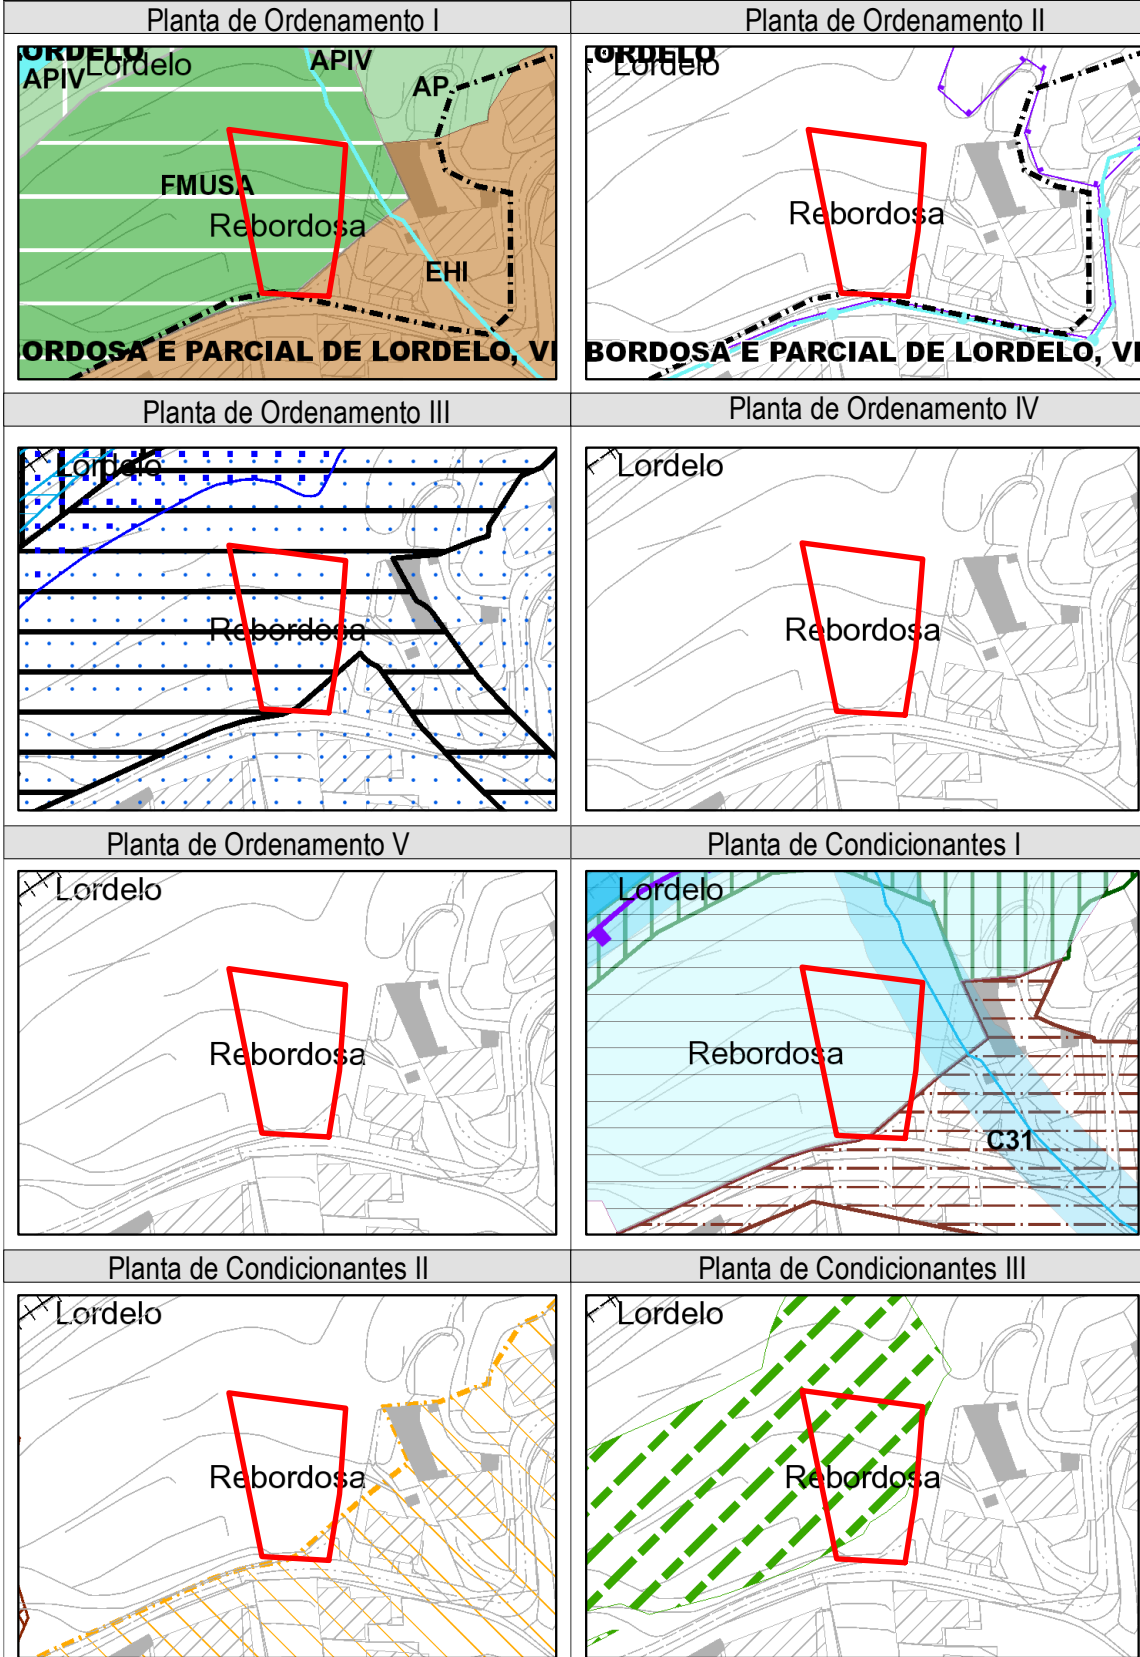 Planta de Ordenamento I
Planta de Ordenamento II
LORDELO
Lordelo
APIV
APIV
AP
FMUSA
Rebordosa
EHI
ORDOSA E PARCIAL DE LORDELO, VI
LORDELO
Lordelo
Rebordosa
BORDOSA E PARCIAL DE LORDELO, VI
Planta de Ordenamento III
Planta de Ordenamento IV
Lordelo
Rebordosa
Lordelo
Rebordosa
Planta de Ordenamento V
Planta de Condicionantes I
Lordelo
Rebordosa
Lordelo
Rebordosa
C31
Planta de Condicionantes II
Planta de Condicionantes III
Lordelo
Rebordosa
Lordelo
Rebordosa